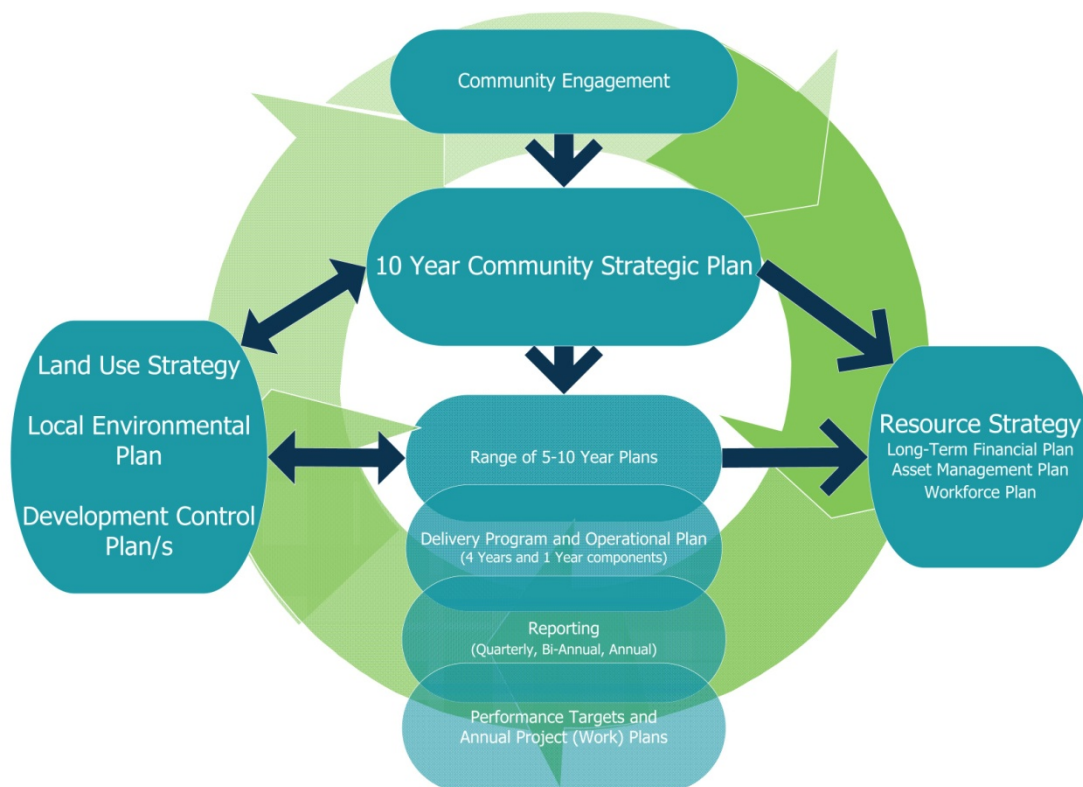 Community Engagement
10 Year Community Strategic Plan
Land Use Strategy
Local Environmental
Plan
Development Control
Plan/s
Range of 5-10 Year Plans
Resource Strategy
Long-Term Financial Plan
Asset Management Plan
Workforce Plan
Delivery Program and Operational Plan
(4 Years and 1 Year components)
Reporting
(Quarterly, Bi-Annual, Annual)
Performance Targets and
Annual Project (Work) Plans